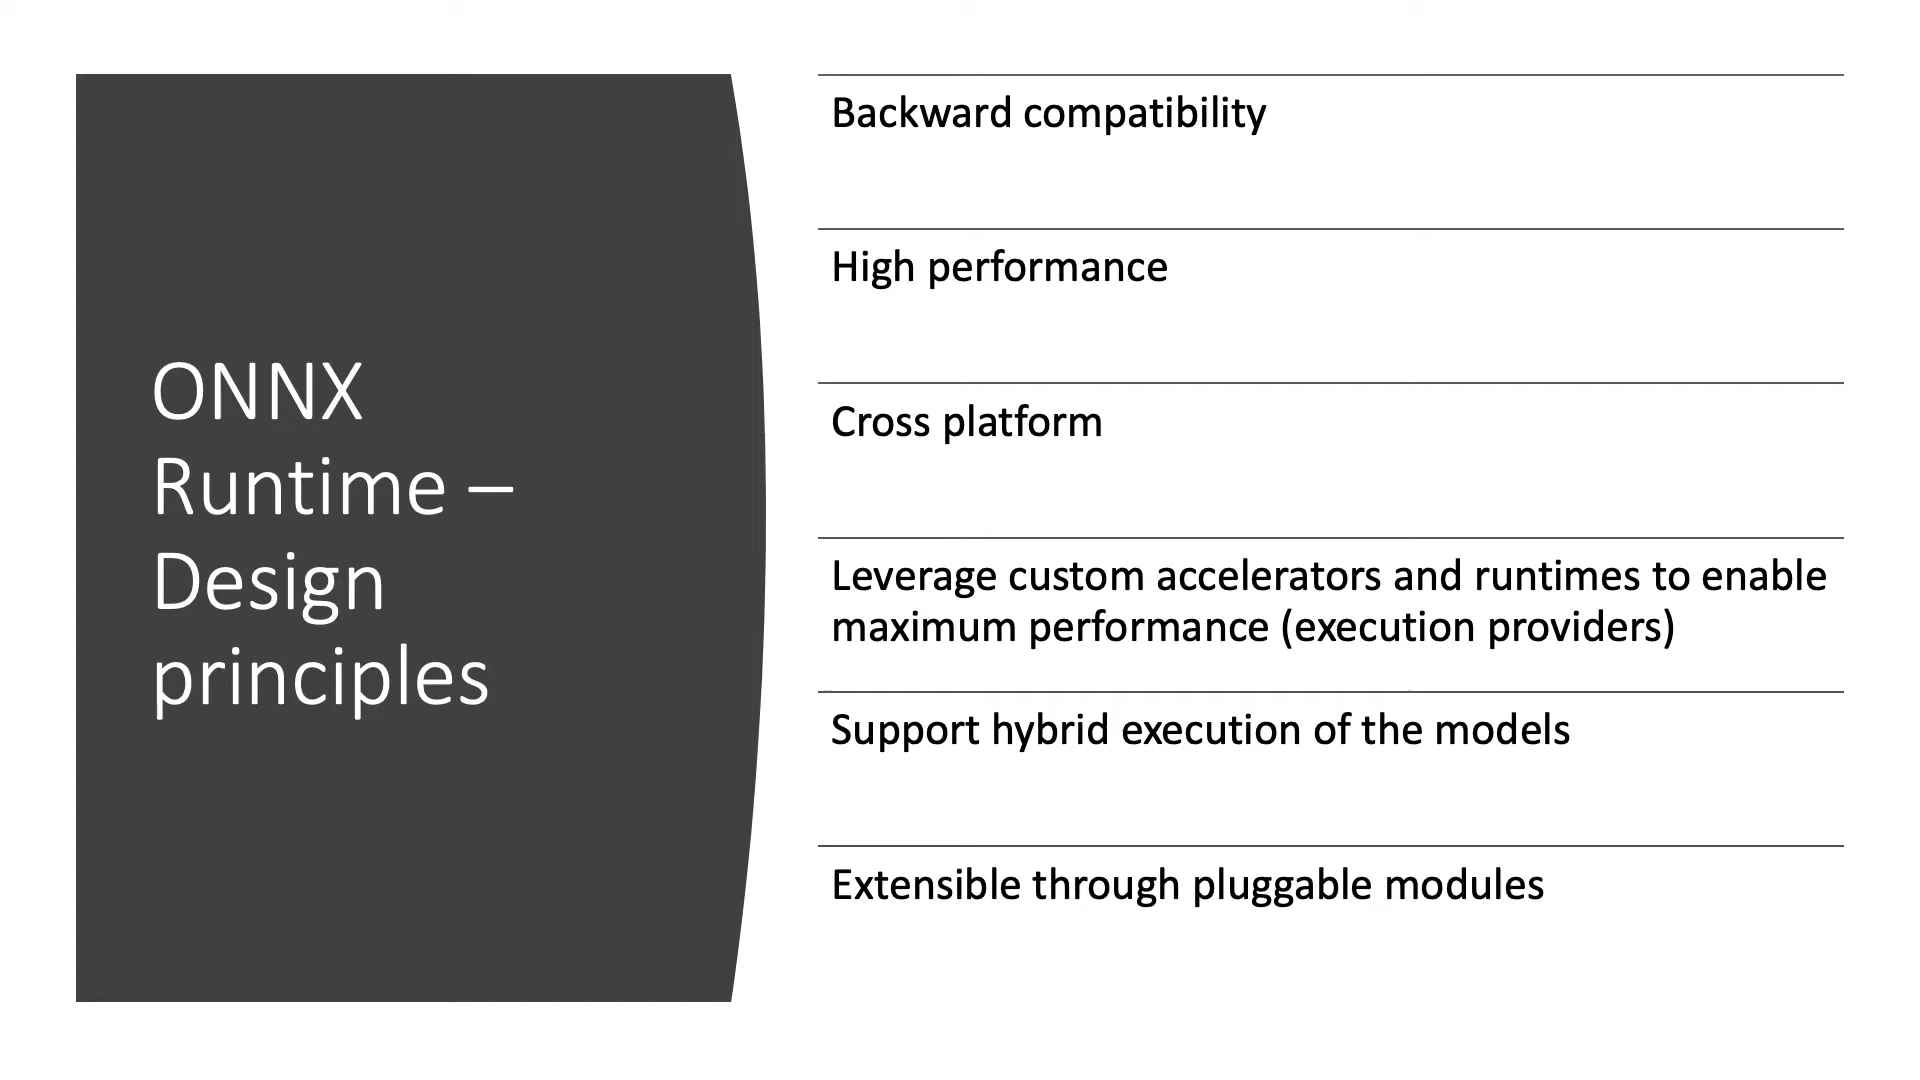 ONNX
Runtime –
Design
principles
Backward compatibility
High performance
Cross platform
Leverage custom accelerators and runtimes to enable
maximum performance (execution providers)
Support hybrid execution of the models
Extensible through pluggable modules